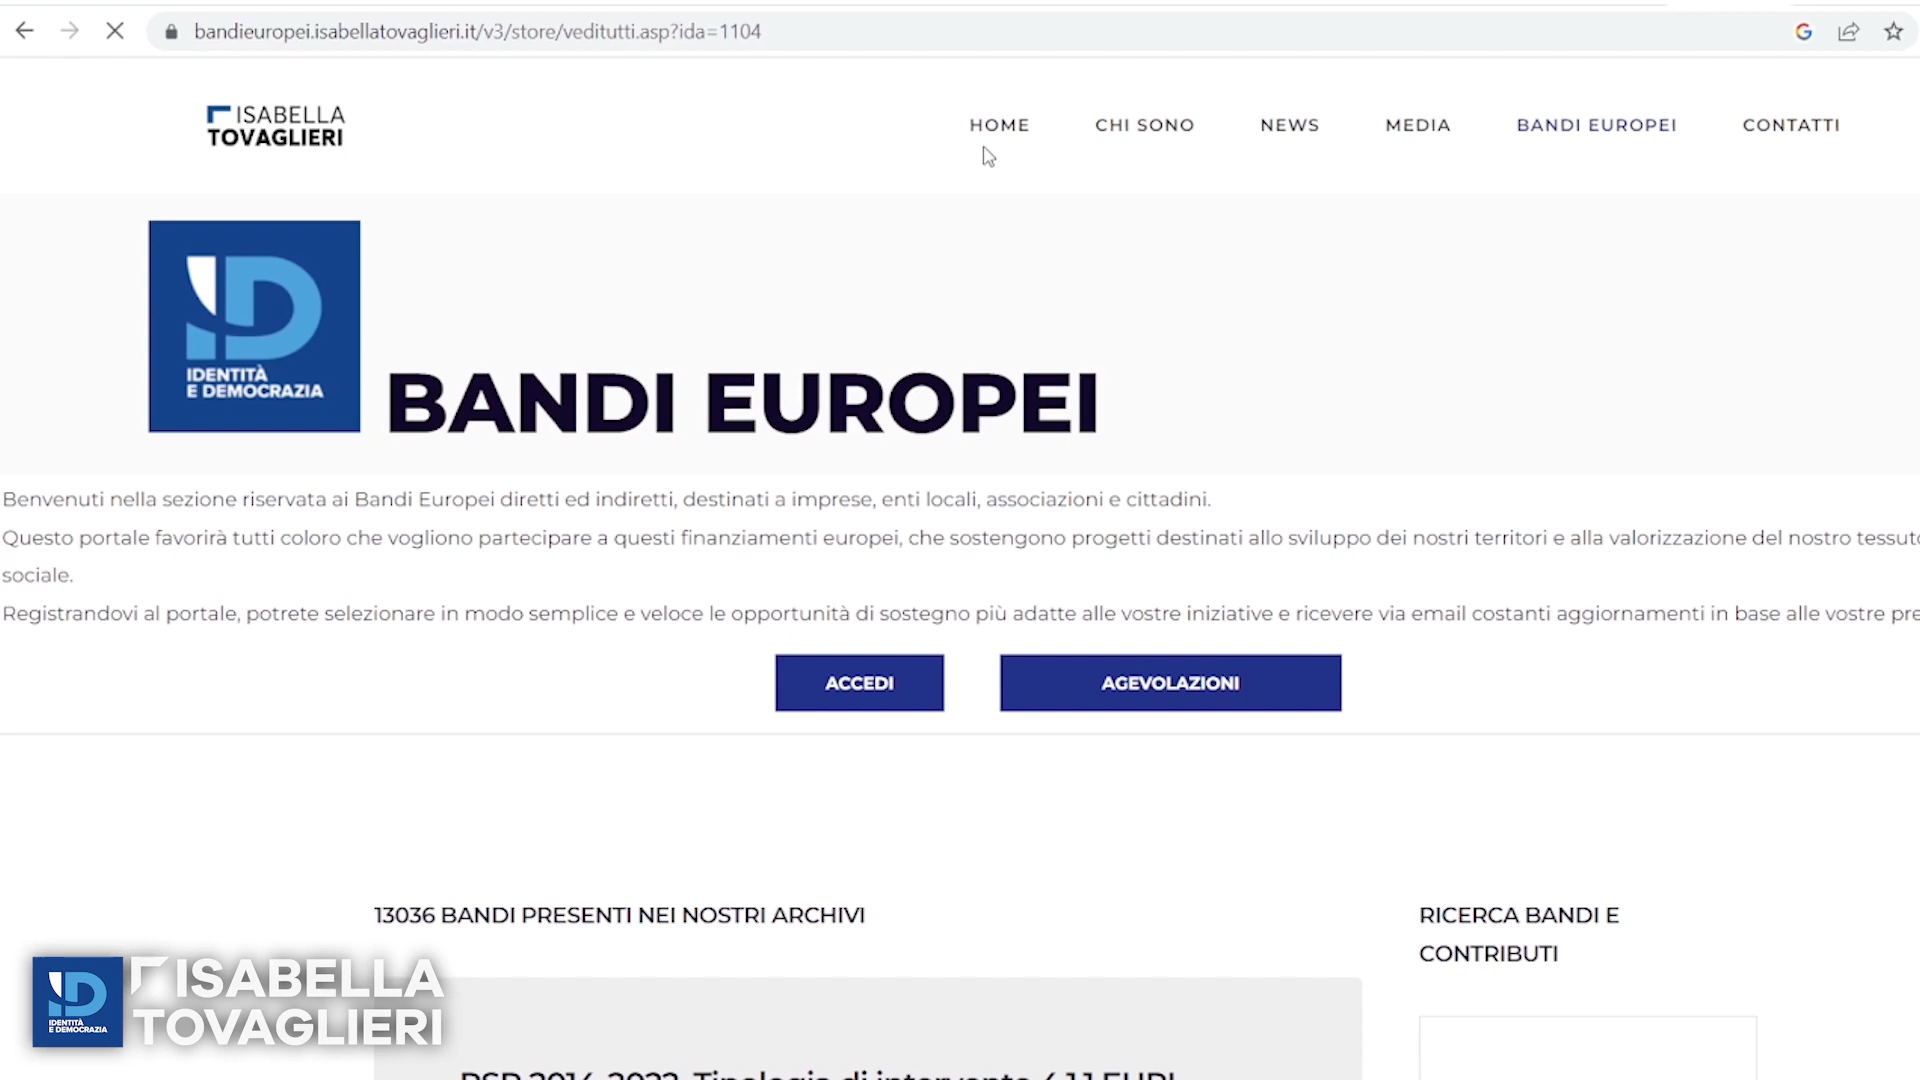 bandieuropei.isabellatovaglieri.it/v3/store/veditutti.asp?ida=1104
ISABELLA
TOVAGLIERI
HOME CHI SONO NEWS MEDIA BANDI EUROPEI CONTATTI
IDENTITÀ
E DEMOCRAZIA
BANDI EUROPEI
Benvenuti nella sezione riservata ai Bandi Europei diretti ed indiretti, destinati a imprese, enti locali, associazioni e cittadini.
Questo portale favorirà tutti coloro che vogliono partecipare a questi finanziamenti europei, che sostengono progetti destinati allo sviluppo dei nostri territori e alla valorizzazione del nostro
sociale.
Registrandovi al portale, potrete selezionare in modo semplice e veloce le opportunità di sostegno più adatte alle vostre iniziative e ricevere via email costanti aggiornamenti in base alle vostre
ACCEDI AGEVOLAZIONI
13036 BANDI PRESENTI NEI NOSTRI ARCHIVI
RICERCA BANDI E
CONTRIBUTI
IDENTITÀ
E DEMOCRAZIA
ISABELLA
TOVAGLIERI